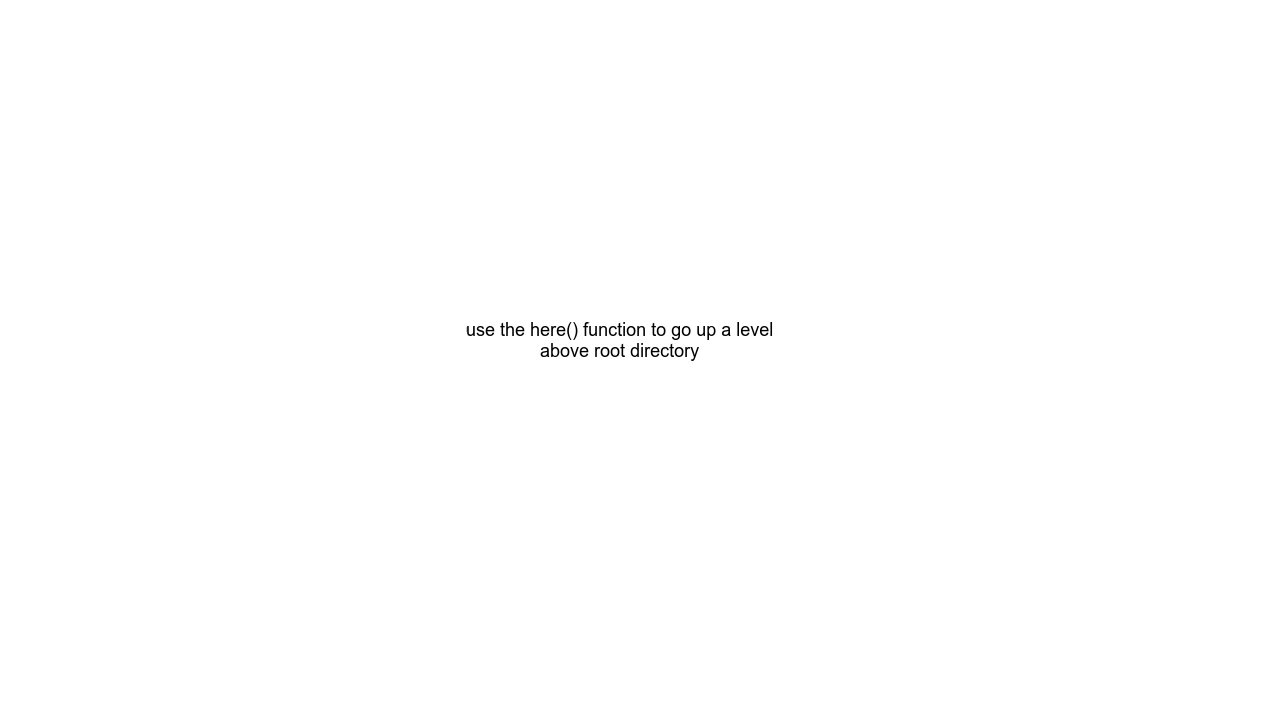 use the here() function to go up a level
above root directory